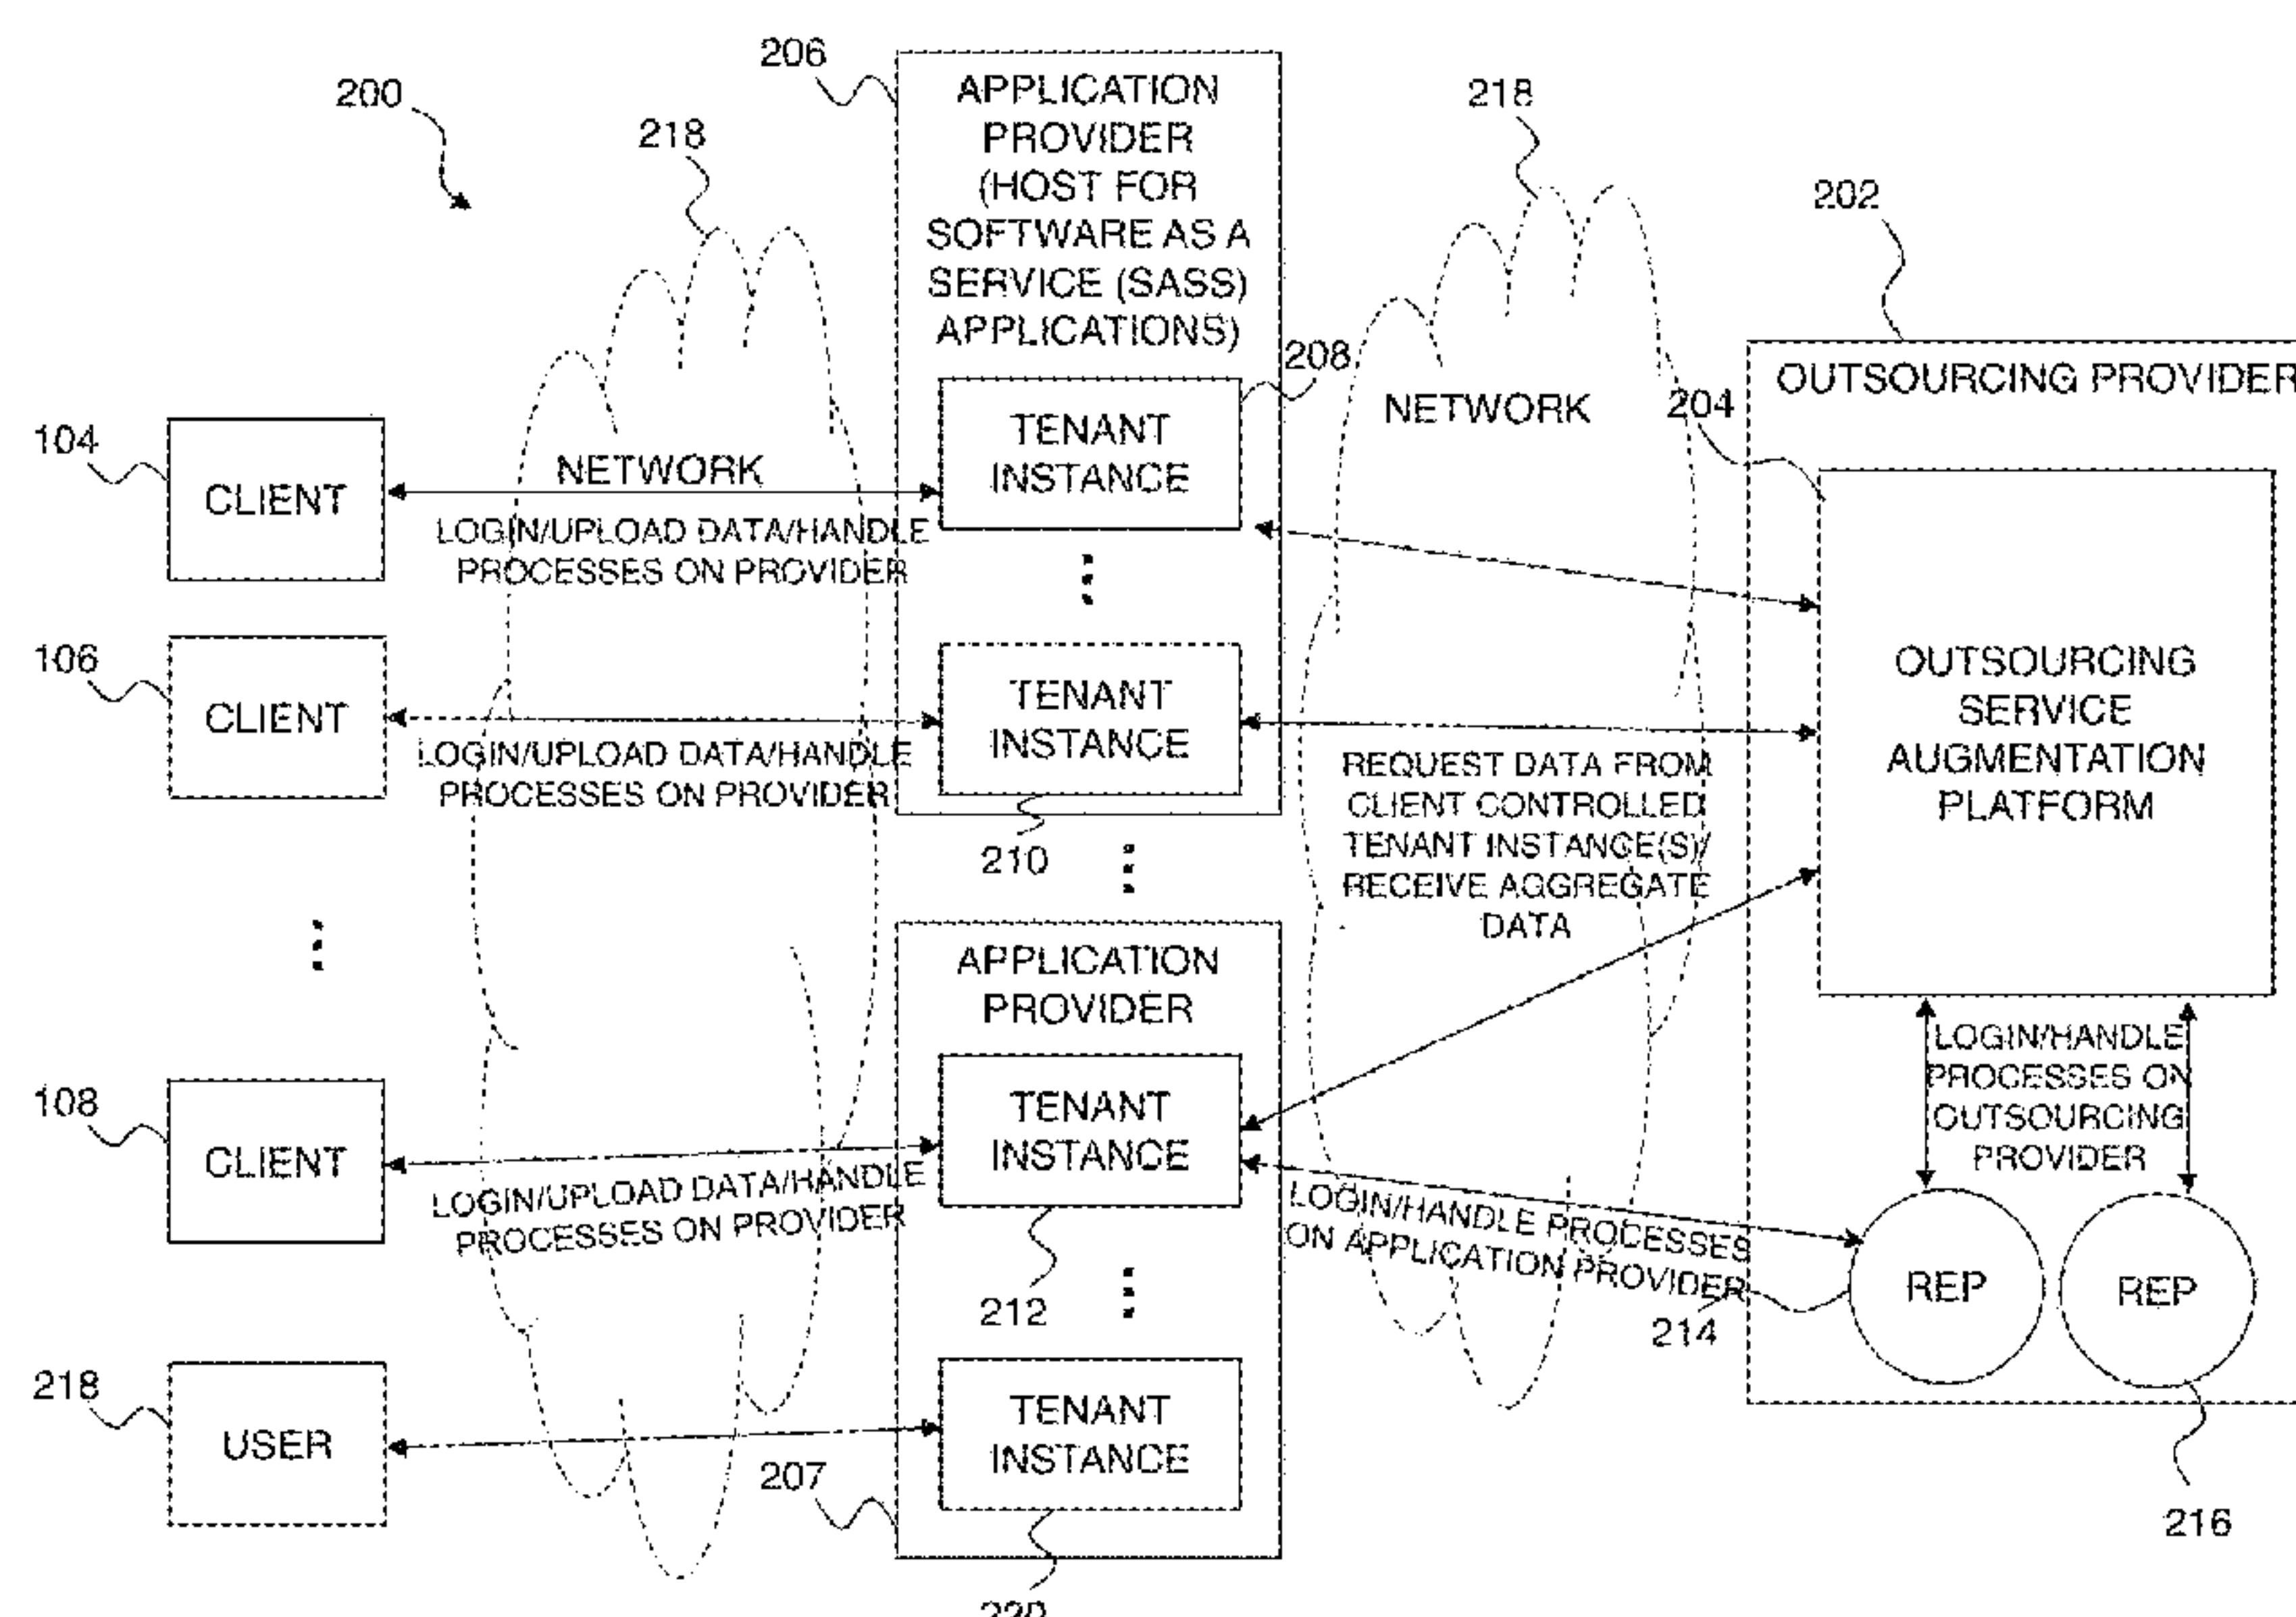 200
218
206
APPLICATION
PROVIDER
(HOST FOR
SOFTWARE AS A
SERVICE (SASS)
APPLICATIONS)
218
202
OUTSOURCING PROVIDER
208
204
NETWORK
TENANT
INSTANCE
104
CLIENT
NETWORK
LOGIN/UPLOAD DATA/HANDLE
PROCESSES ON PROVIDER
106
CLIENT
LOGIN/UPLOAD DATA/HANDLE
PROCESSES ON PROVIDER
TENANT
INSTANCE
210
REQUEST DATA FROM
CLIENT CONTROLLED
TENANT INSTANCE(S)/
RECEIVE AGGREGATE
DATA
OUTSOURCING
SERVICE
AUGMENTATION
PLATFORM
APPLICATION
PROVIDER
108
CLIENT
LOGIN/UPLOAD DATA/HANDLE
PROCESSES ON PROVIDER
TENANT
INSTANCE
212
LOGIN/HANDLE PROCESSES
ON APPLICATION PROVIDER
LOGIN/HANDLE
PROCESSES ON
OUTSOURCING
PROVIDER
214
REP
REP
216
218
USER
TENANT
INSTANCE
207